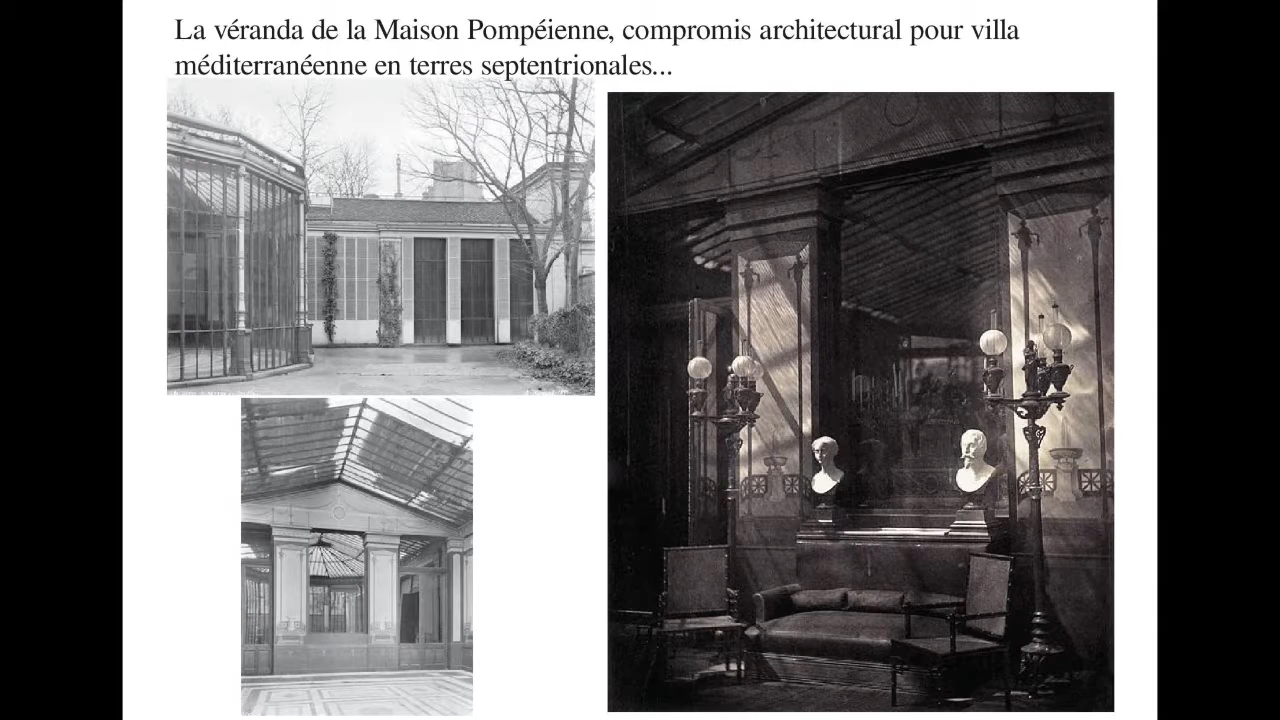 La véranda de la Maison Pompéienne, compromis architectural pour villa
méditerranéenne en terres septentrionales...